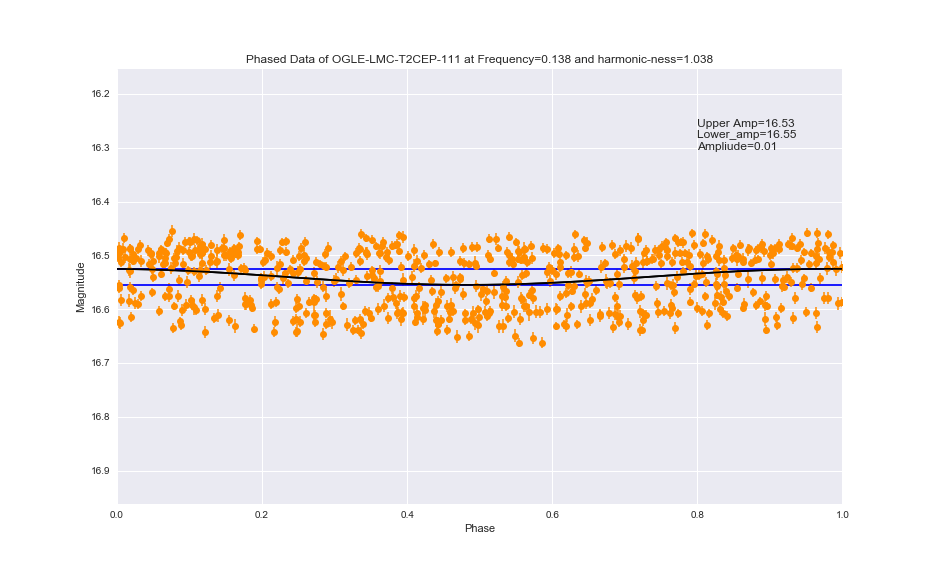 Phased Data of OGLE-LMC-T2CEP-111 at Frequency=0.138 and harmonic-ness=1.038
16.2
Upper Amp=16.53
Lower_amp=16.55
Ampliude=0.01
16.3
16.4
16.5
16.6
16.7
16.8
16.9
Magnitude
0.0
0.2
0.4
0.6
0.8
1.0
Phase